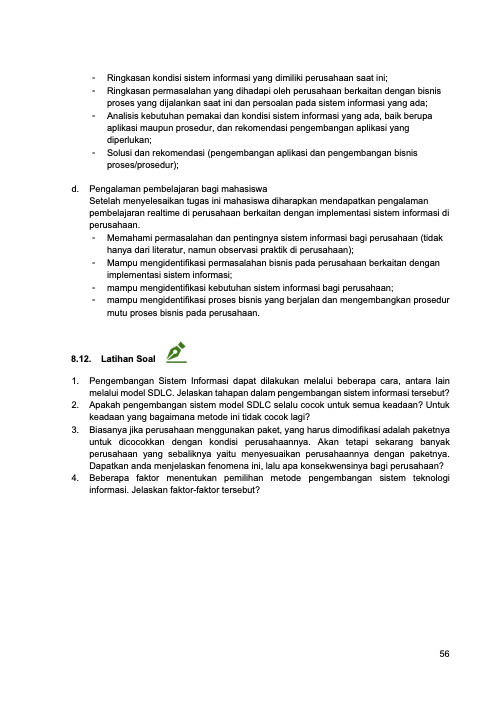 - Ringkasan kondisi sistem informasi yang dimiliki perusahaan saat ini;
- Ringkasan permasalahan yang dihadapi oleh perusahaan berkaitan dengan bisnis
proses yang dijalankan saat ini dan persoalan pada sistem informasi yang ada;
- Analisis kebutuhan pemakai dan kondisi sistem informasi yang ada, baik berupa
aplikasi maupun prosedur, dan rekomendasi pengembangan aplikasi yang
diperlukan;
- Solusi dan rekomendasi (pengembangan aplikasi dan pengembangan bisnis
proses/prosedur);
d. Pengalaman pembelajaran bagi mahasiswa
Setelah menyelesaikan tugas ini mahasiswa diharapkan mendapatkan pengalaman
pembelajaran realtime di perusahaan berkaitan dengan implementasi sistem informasi di
perusahaan.
- Memahami permasalahan dan pentingnya sistem informasi bagi perusahaan (tidak
hanya dari literatur, namun observasi praktik di perusahaan);
- Mampu mengidentifikasi permasalahan bisnis pada perusahaan berkaitan dengan
implementasi sistem informasi;
- mampu mengidentifikasi kebutuhan sistem informasi bagi perusahaan;
- mampu mengidentifikasi proses bisnis yang berjalan dan mengembangkan prosedur
mutu proses bisnis pada perusahaan.
8.12. Latihan Soal
1. Pengembangan Sistem Informasi dapat dilakukan melalui beberapa cara, antara lain
melalui model SDLC. Jelaskan tahapan dalam pengembangan sistem informasi tersebut?
2. Apakah pengembangan sistem model SDLC selalu cocok untuk semua keadaan? Untuk
keadaan yang bagaimana metode ini tidak cocok lagi?
3. Biasanya jika perusahaan menggunakan paket, yang harus dimodifikasi adalah paketnya
untuk dicocokkan dengan kondisi perusahaannya. Akan tetapi sekarang banyak
perusahaan yang sebaliknya yaitu menyesuaikan perusahaannya dengan paketnya.
Dapatkan anda menjelaskan fenomena ini, lalu apa konsekwensinya bagi perusahaan?
4. Beberapa faktor menentukan pemilihan metode pengembangan sistem teknologi
informasi. Jelaskan faktor-faktor tersebut?
56